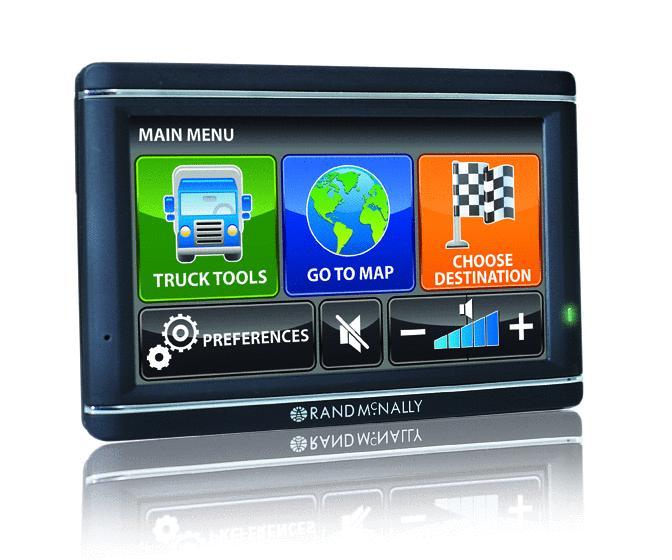 MAIN MENU
TRUCK TOOLS
GO TO MAP
CHOOSE
DESTINATION
PREFERENCES
RAND MCNALLY